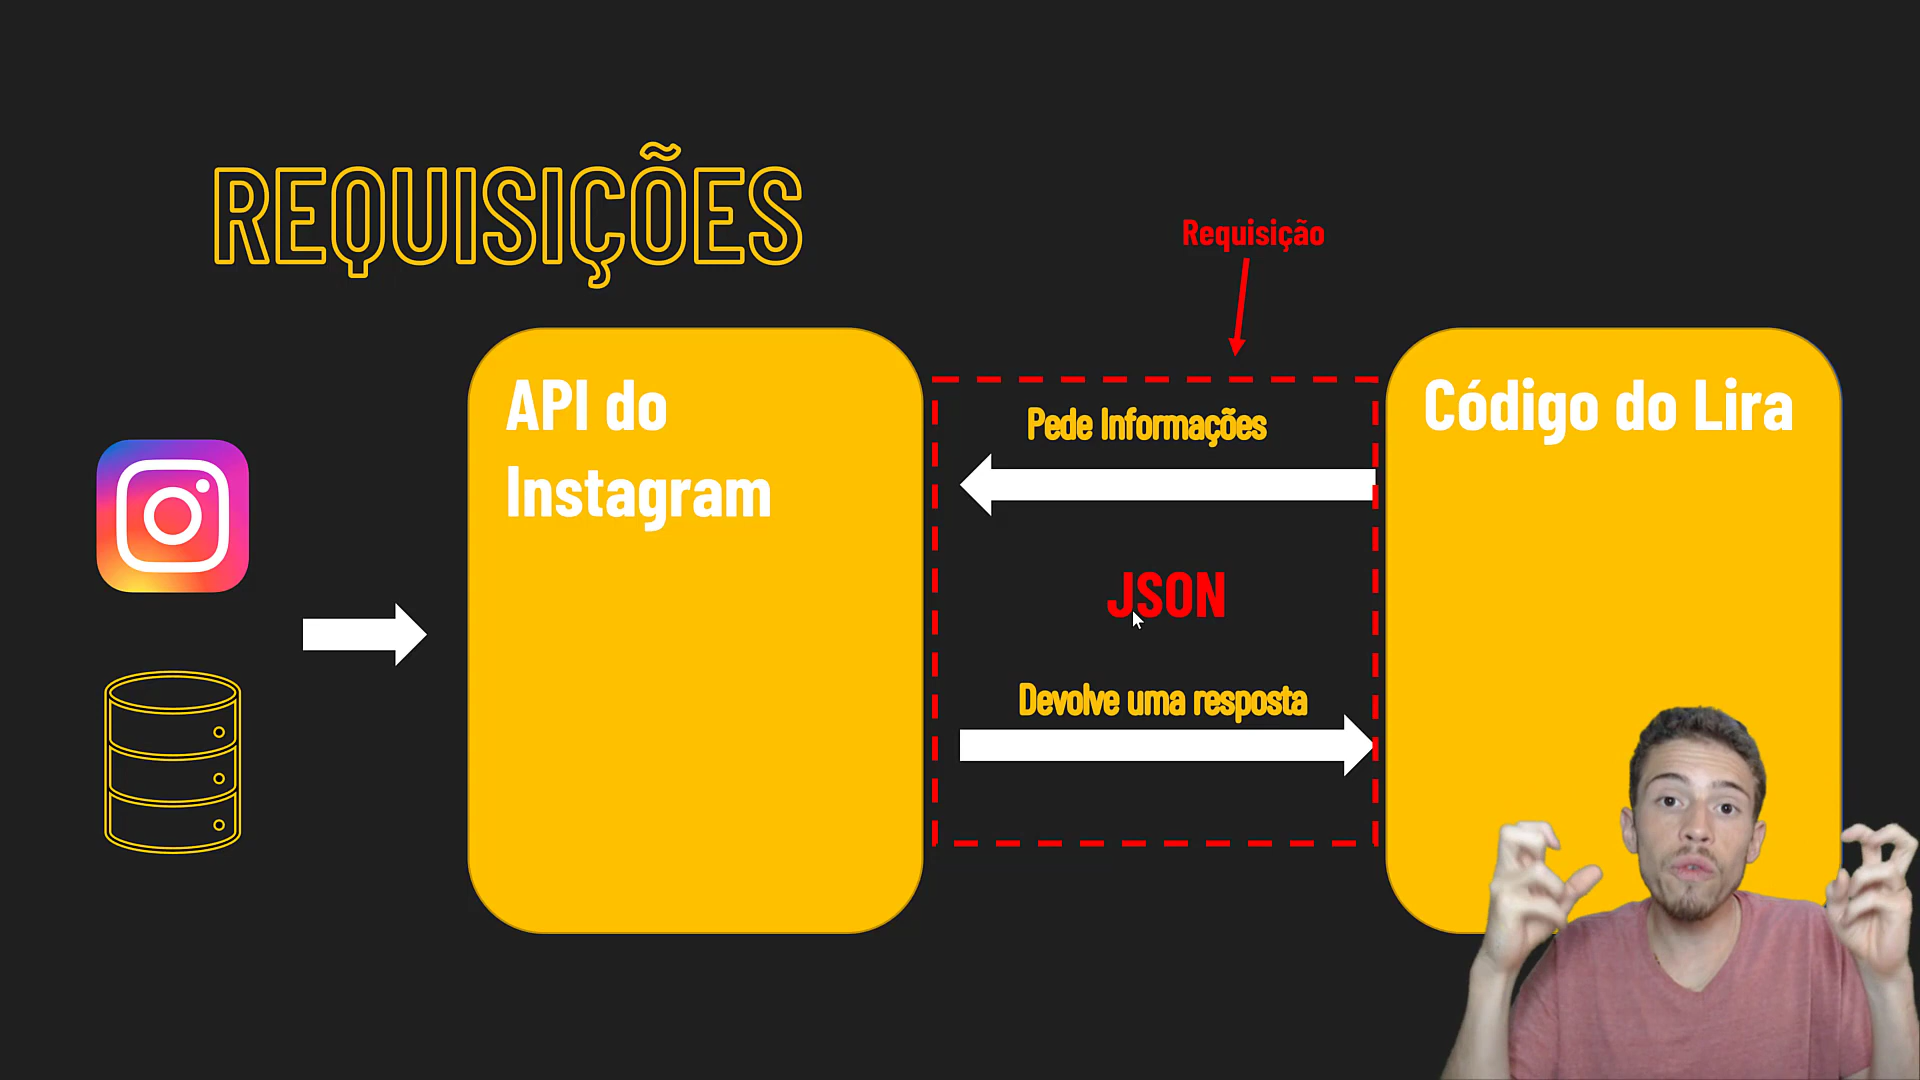 REQUISIÇÕES
Requisição
API do
Instagram
Pede Informações
JSON
Devolve uma resposta
Código do Lira